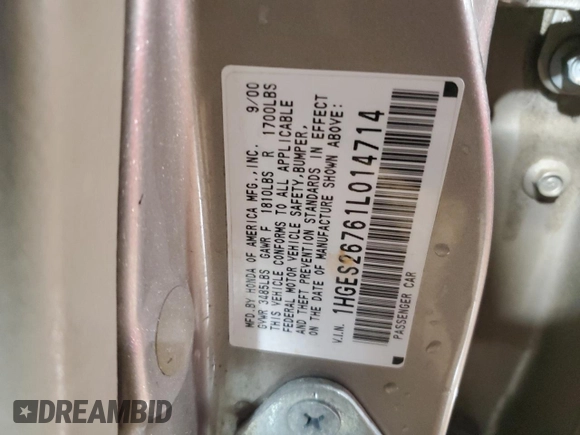 MFD.BY HONDA OF AMERICA MFG.,INC. 9/00
GVWR 3485LBS GAWR F 1810LBS R 1700LBS
THIS VEHICLE CONFORMS TO ALL APPLICABLE
FEDERAL MOTOR VEHICLE SAFETY,BUMPER,
AND THEFT PREVENTION STANDARDS IN EFFECT
ON THE DATE OF MANUFACTURE SHOWN ABOVE:
V.I.N. 1HGES26761L014714
PASSENGER CAR
DREAMBID